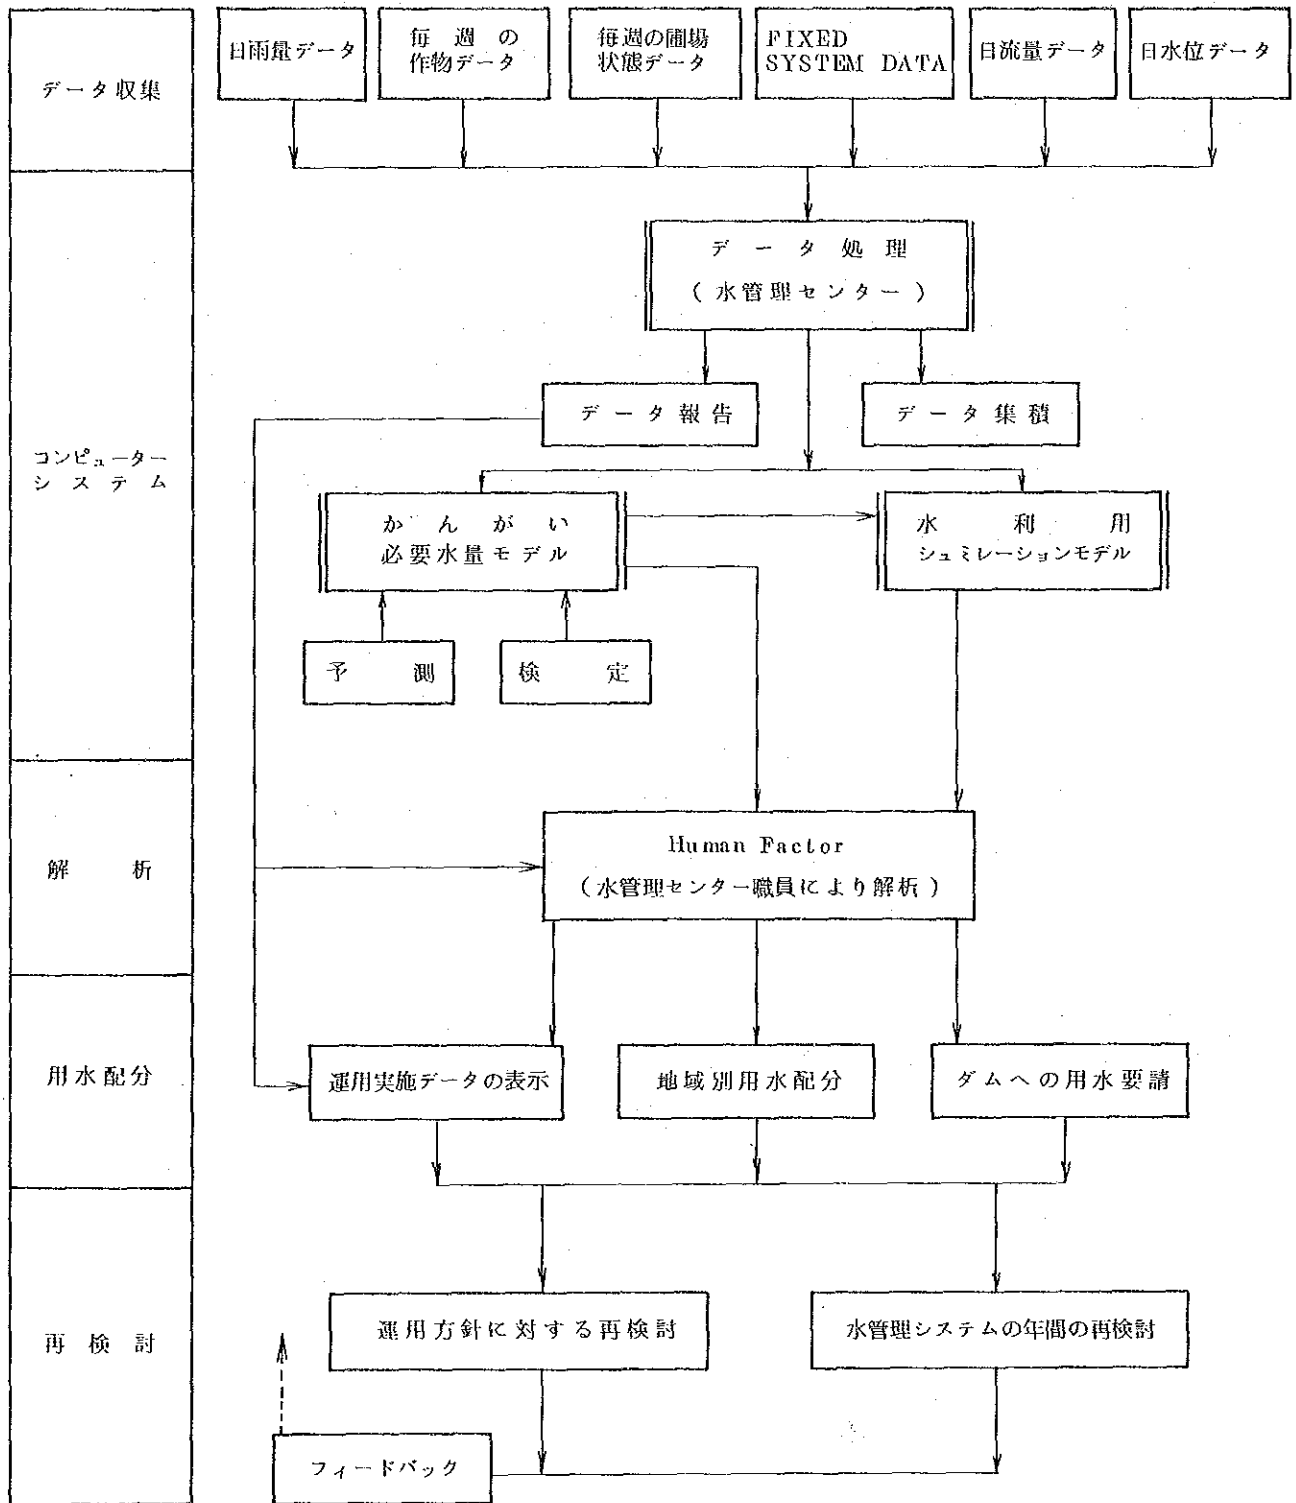 データ収集
日雨量データ
毎週の
作物データ
毎週の圃場
状態データ
FIXED
SYSTEM DATA
日流量データ
日水位データ
コンピューター
システム
データ処理
(水管理センター)
データ報告
データ集積
かんがい
必要水量モデル
水利用
シュミレーションモデル
予測
検定
解析
Human Factor
(水管理センター職員により解析)
用水配分
運用実施データの表示
地域別用水配分
ダムへの用水要請
再検討
運用方針に対する再検討
水管理システムの年間の再検討
フィードバック